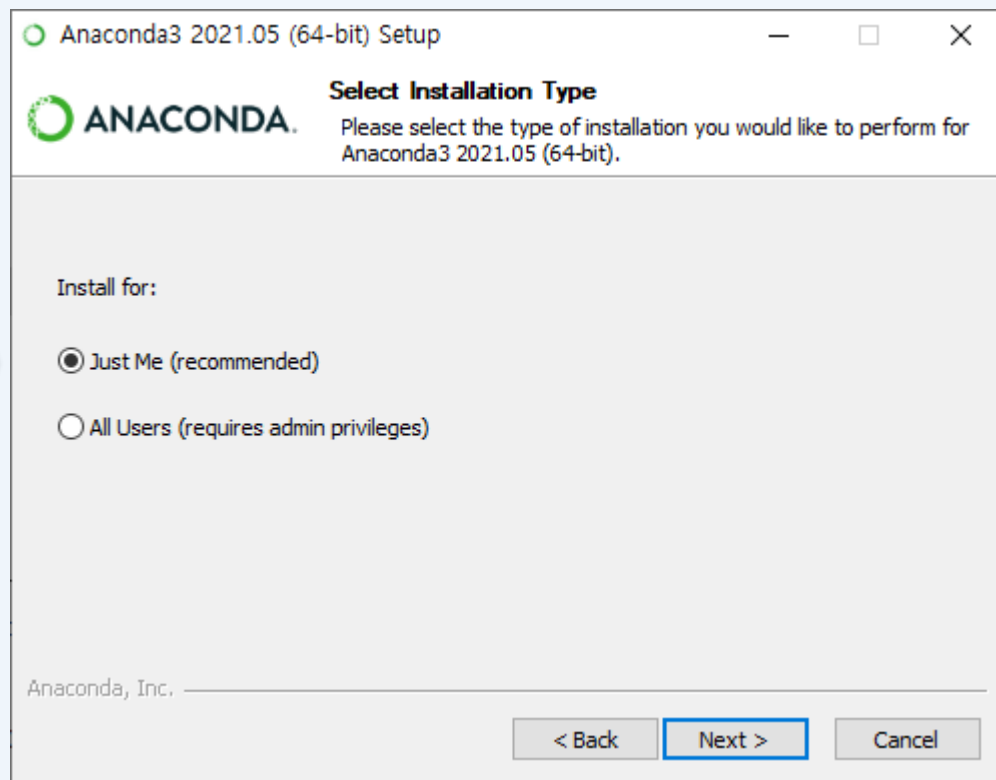 Anaconda3 2021.05 (64-bit) Setup
ANACONDA.
Select Installation Type
Please select the type of installation you would like to perform for
Anaconda3 2021.05 (64-bit).
Install for:
Just Me (recommended)
All Users (requires admin privileges)
Anaconda, Inc.
< Back Next > Cancel